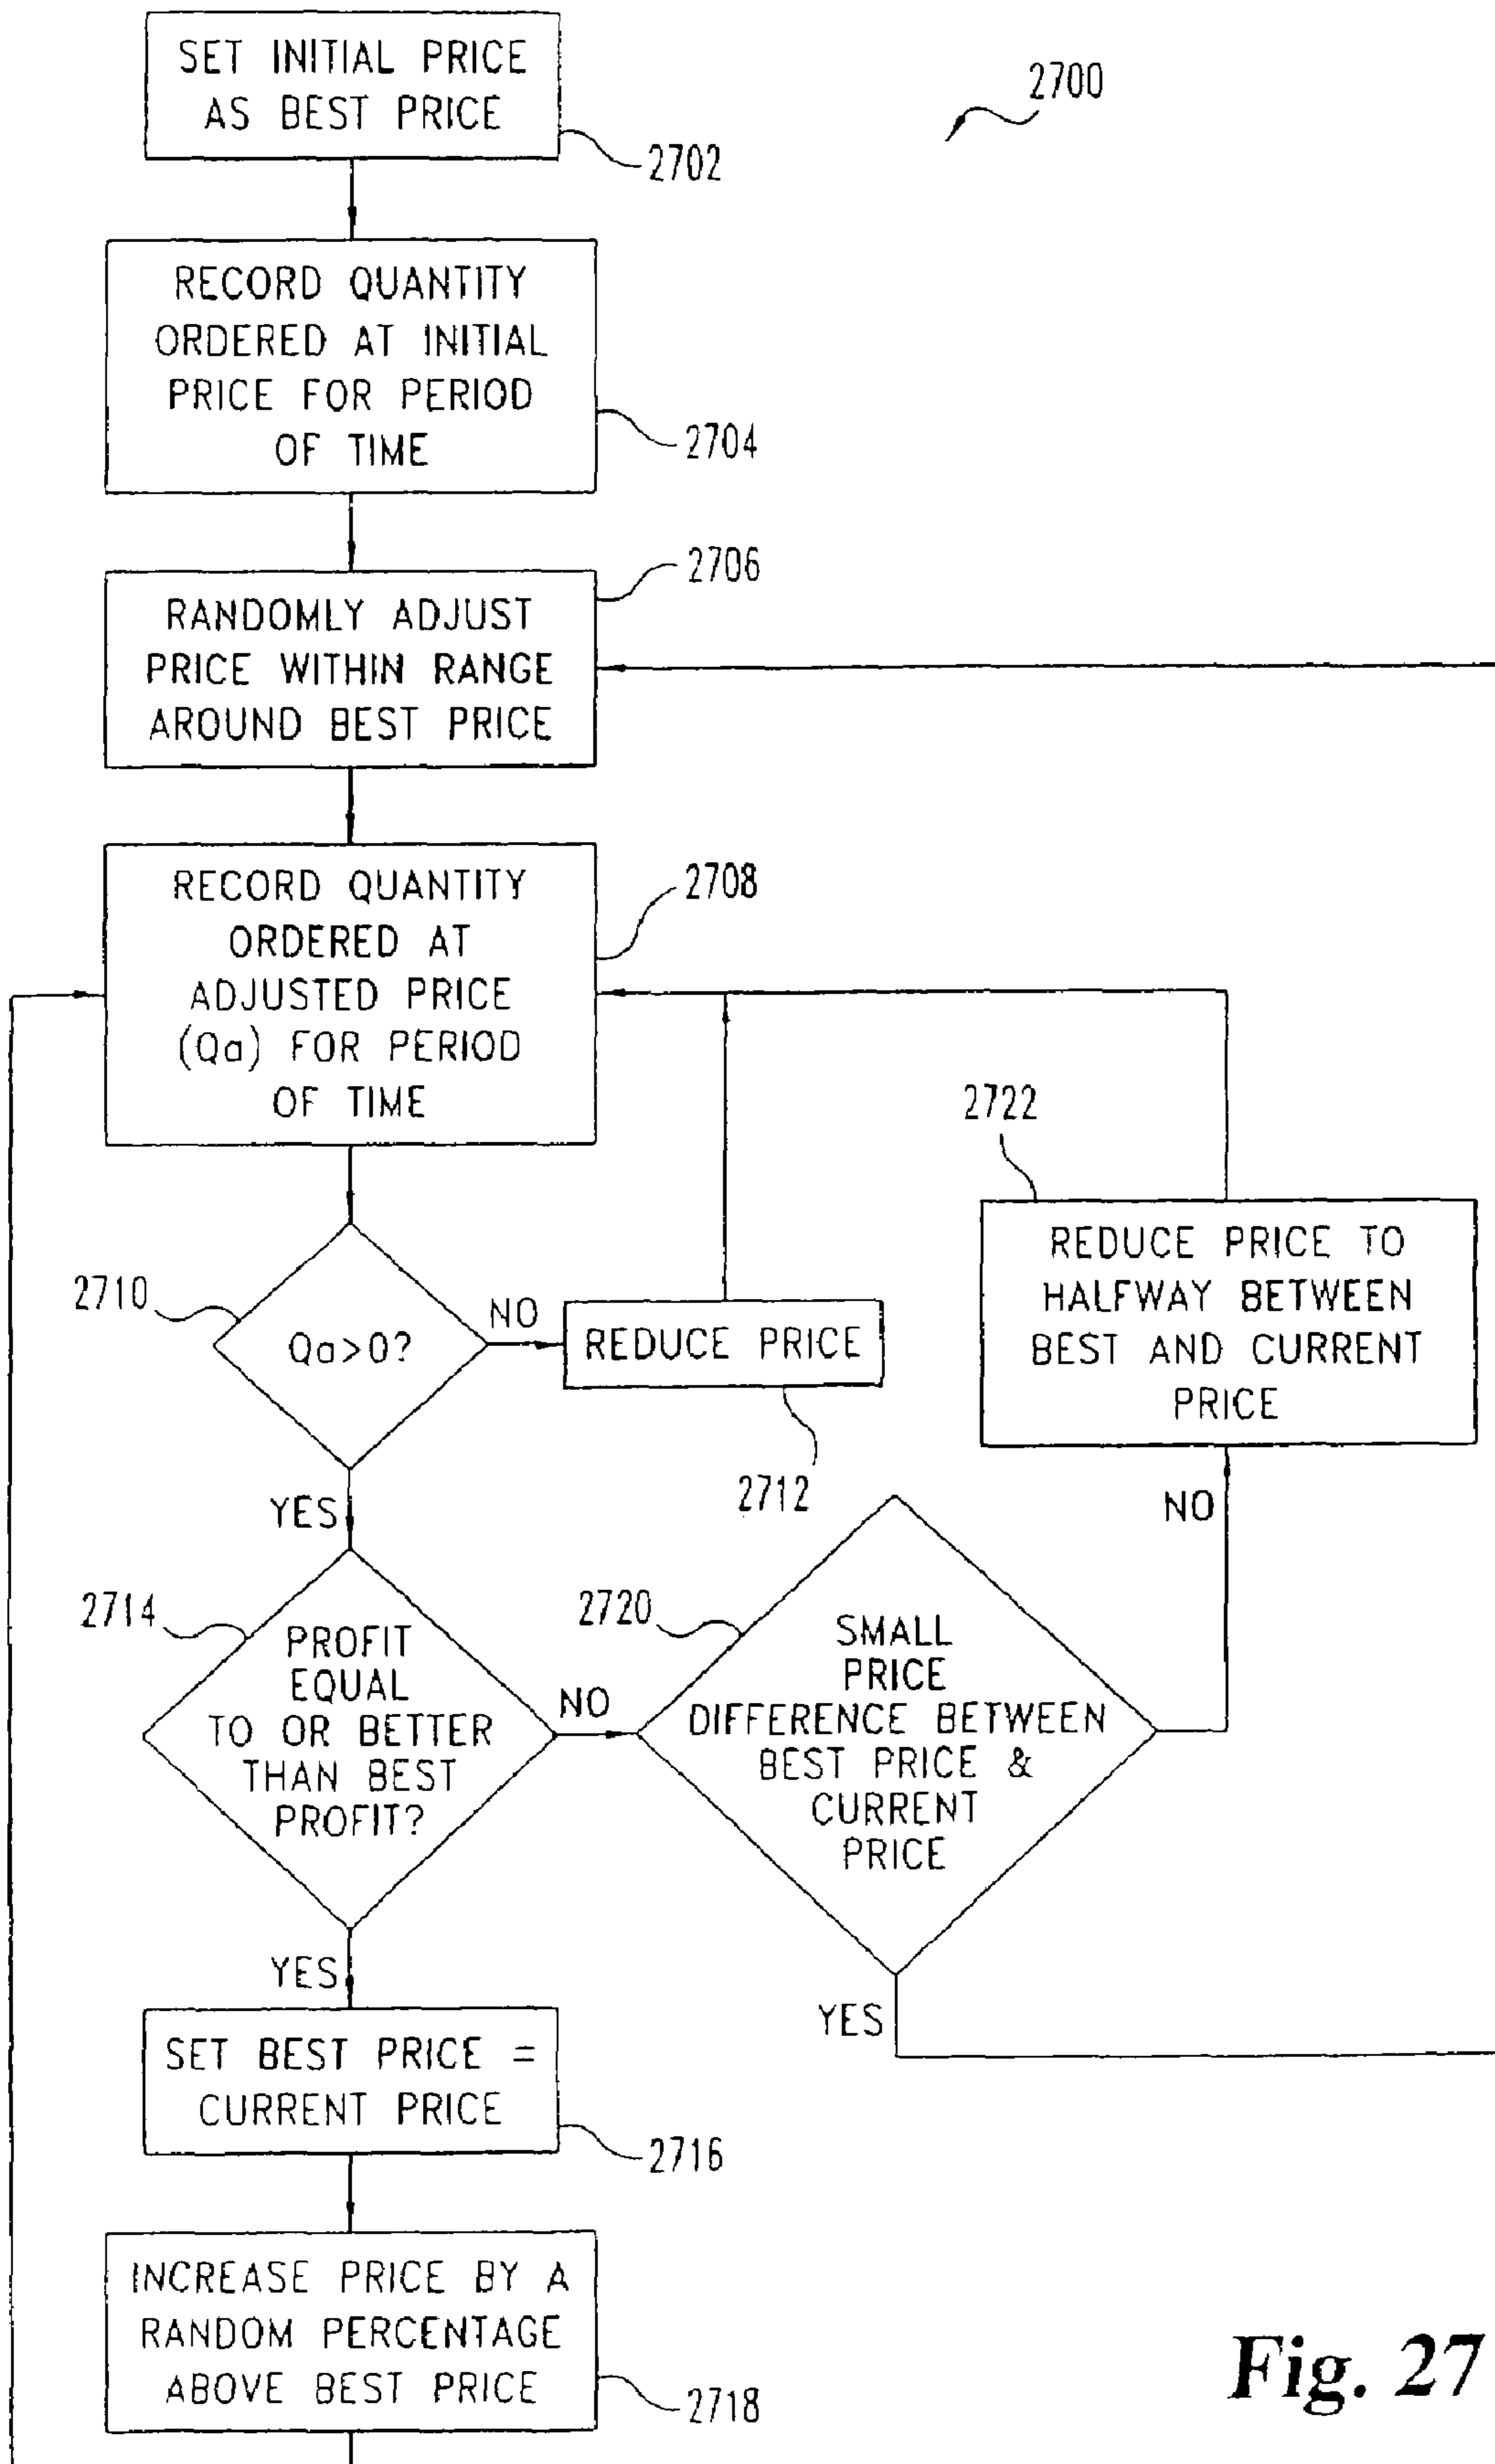 SET INITIAL PRICE
AS BEST PRICE
2702
2700
RECORD QUANTITY
ORDERED AT INITIAL
PRICE FOR PERIOD
OF TIME
2704
2706
RANDOMLY ADJUST
PRICE WITHIN RANGE
AROUND BEST PRICE
RECORD QUANTITY
ORDERED AT
ADJUSTED PRICE
(Qa) FOR PERIOD
OF TIME
2708
2722
REDUCE PRICE TO
HALFWAY BETWEEN
BEST AND CURRENT
PRICE
2710
Qa>0?
NO
REDUCE PRICE
2712
YES
NO
2714
PROFIT
EQUAL
TO OR BETTER
THAN BEST
PROFIT?
NO
2720
SMALL
PRICE
DIFFERENCE BETWEEN
BEST PRICE &
CURRENT
PRICE
YES
YES
SET BEST PRICE =
CURRENT PRICE
2716
INCREASE PRICE BY A
RANDOM PERCENTAGE
ABOVE BEST PRICE
2718
Fig. 27